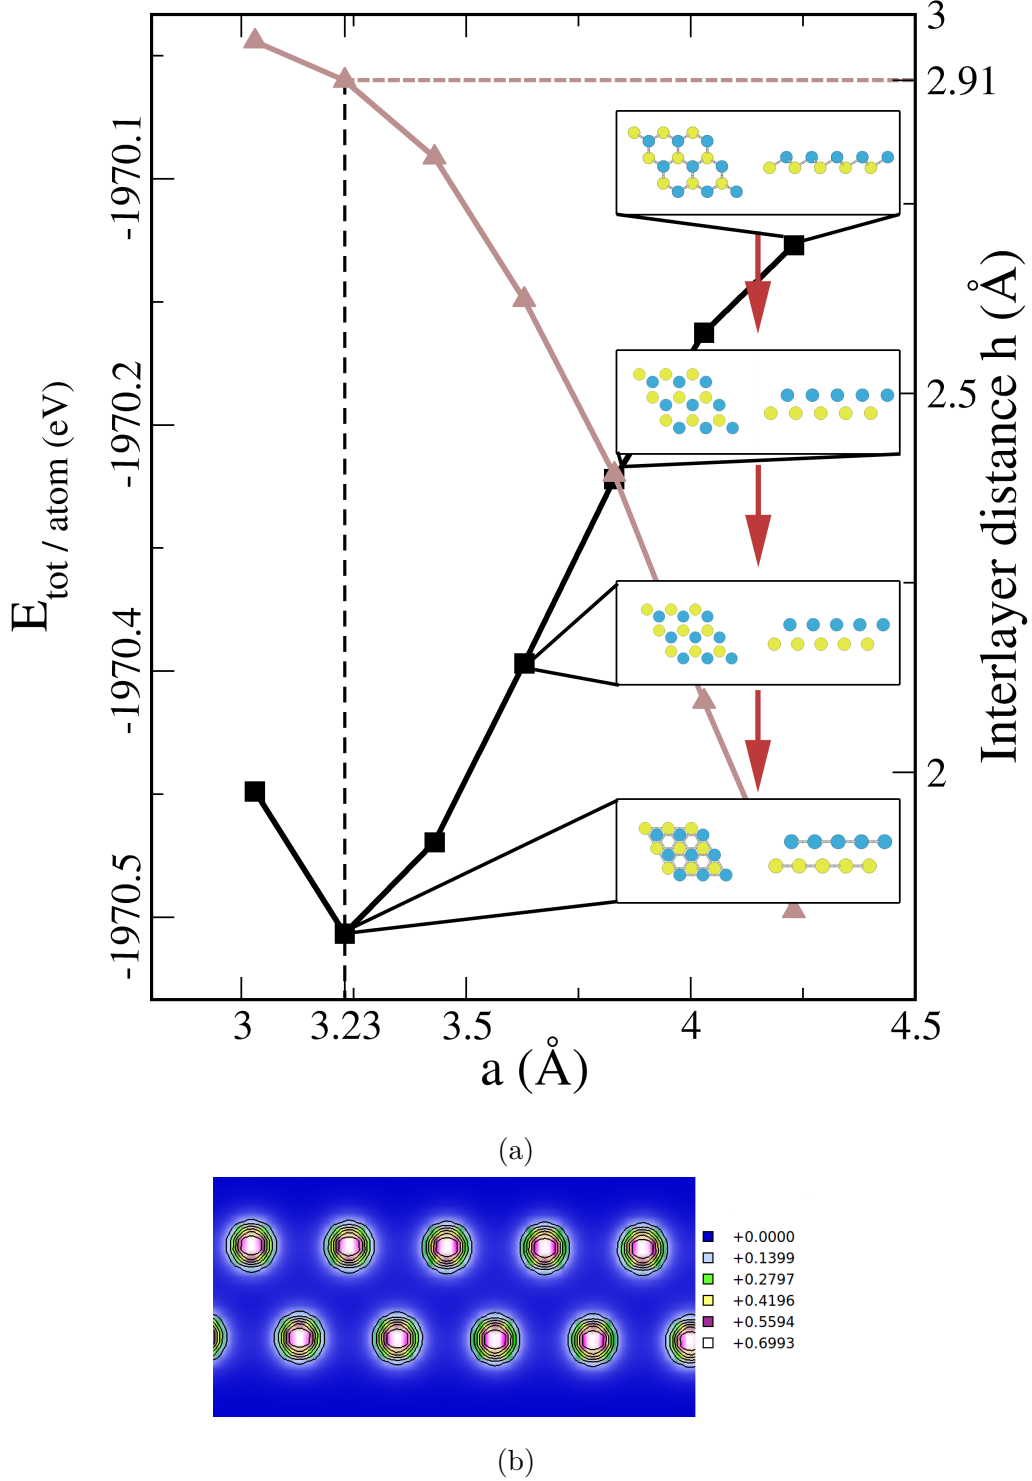 3
2.91
2.5
2
Interlayer distance h (Å)
-1970.1
-1970.2
-1970.4
-1970.5
E tot / atom (eV)
3 3.23 3.5 4 4.5
a (Å)
(a)
+0.0000
+0.1399
+0.2797
+0.4196
+0.5594
+0.6993
(b)